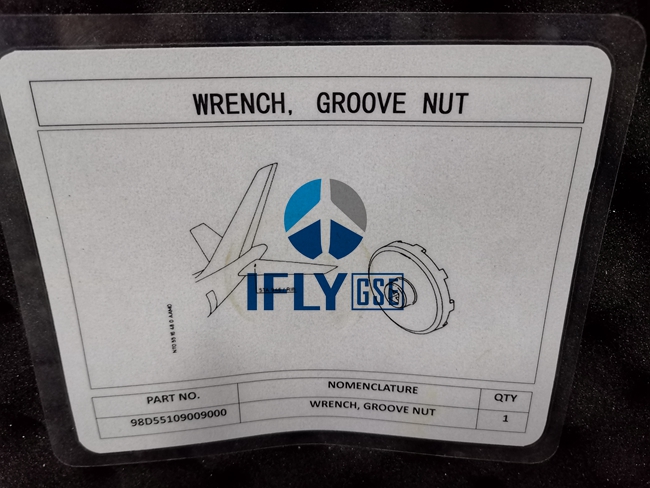 WRENCH, GROOVE NUT
IFLY GSE
PART NO. NOMENCLATURE QTY
98D55109009000 WRENCH, GROOVE NUT 1